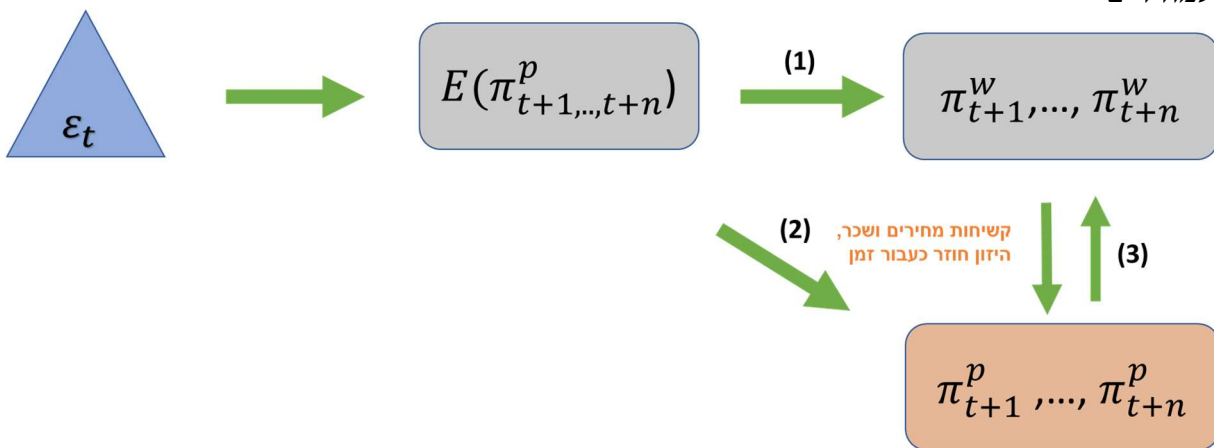 ε_t
E(π^p_{t+1,..,t+n})
(1)
π^w_{t+1},..., π^w_{t+n}
(2)
קשיחות מחירים ושכר,
היזון חוזר כעבור זמן
(3)
π^p_{t+1} ,..., π^p_{t+n}